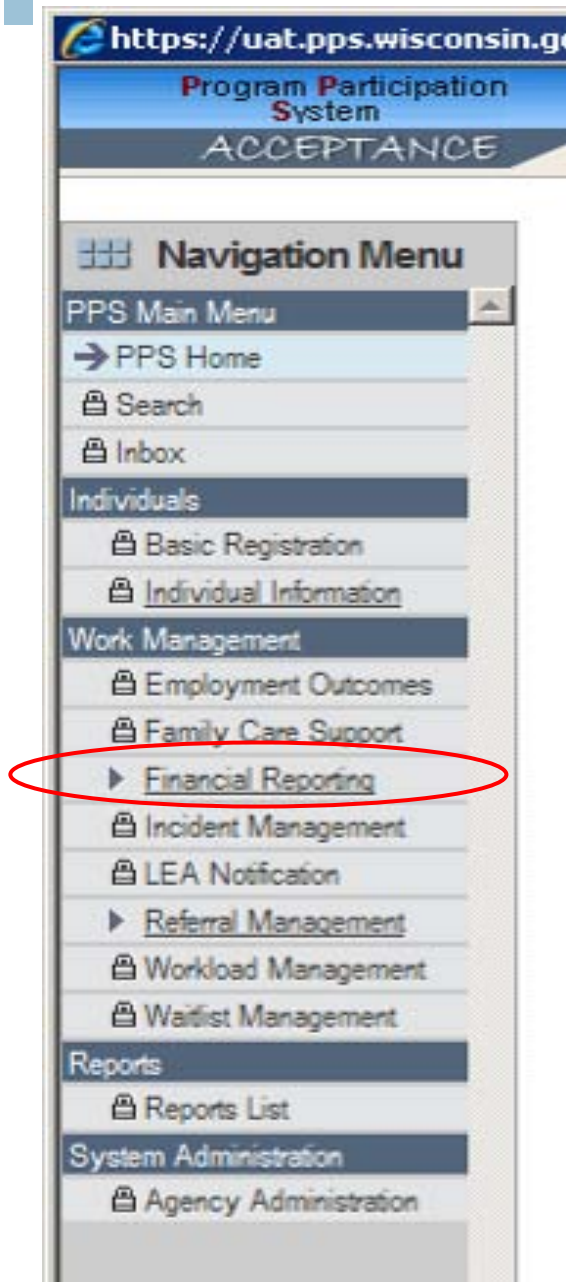 https://uat.pps.wisconsin.g
Program Participation
System
ACCEPTANCE
Navigation Menu
PPS Main Menu
PPS Home
Search
Inbox
Individuals
Basic Registration
Individual Information
Work Management
Employment Outcomes
Family Care Support
Financial Reporting
Incident Management
LEA Notification
Referral Management
Workload Management
Waitlist Management
Reports
Reports List
System Administration
Agency Administration